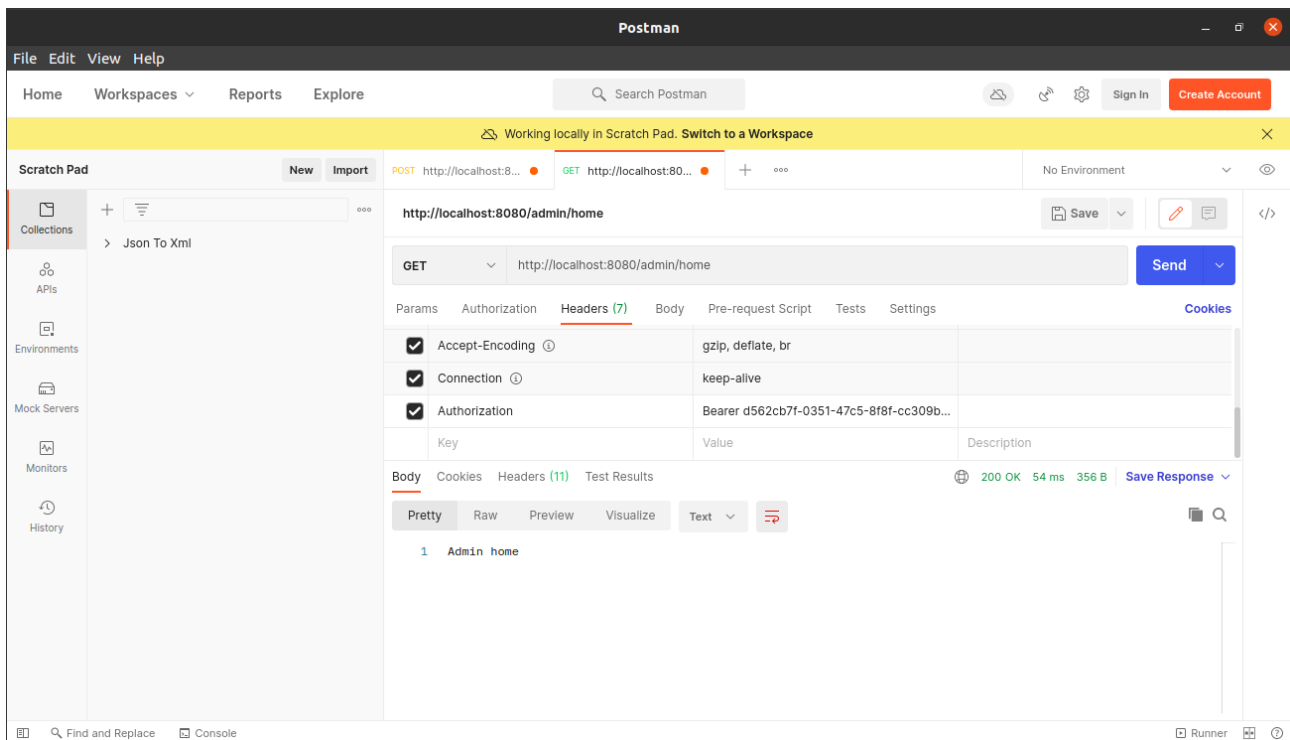 Postman
File Edit View Help
Home Workspaces Reports Explore Search Postman Sign In Create Account
Working locally in Scratch Pad. Switch to a Workspace
Scratch Pad New Import POST http://localhost:8... GET http://localhost:80... No Environment
Collections
APIs
Environments
Mock Servers
Monitors
History
Json To Xml
http://localhost:8080/admin/home Save
GET http://localhost:8080/admin/home Send
Params Authorization Headers (7) Body Pre-request Script Tests Settings Cookies
Accept-Encoding gzip, deflate, br
Connection keep-alive
Authorization Bearer d562cb7f-0351-47c5-8f8f-cc309b...
Key Value Description
Body Cookies Headers (11) Test Results 200 OK 54 ms 356 B Save Response
Pretty Raw Preview Visualize Text
1 Admin home
Find and Replace Console Runner